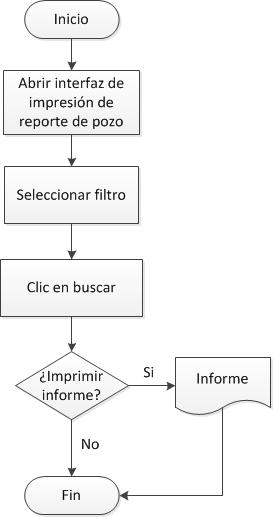 Inicio
Abrir interfaz de
impresión de
reporte de pozo
Seleccionar filtro
Clic en buscar
¿Imprimir
informe?
Si
Informe
No
Fin